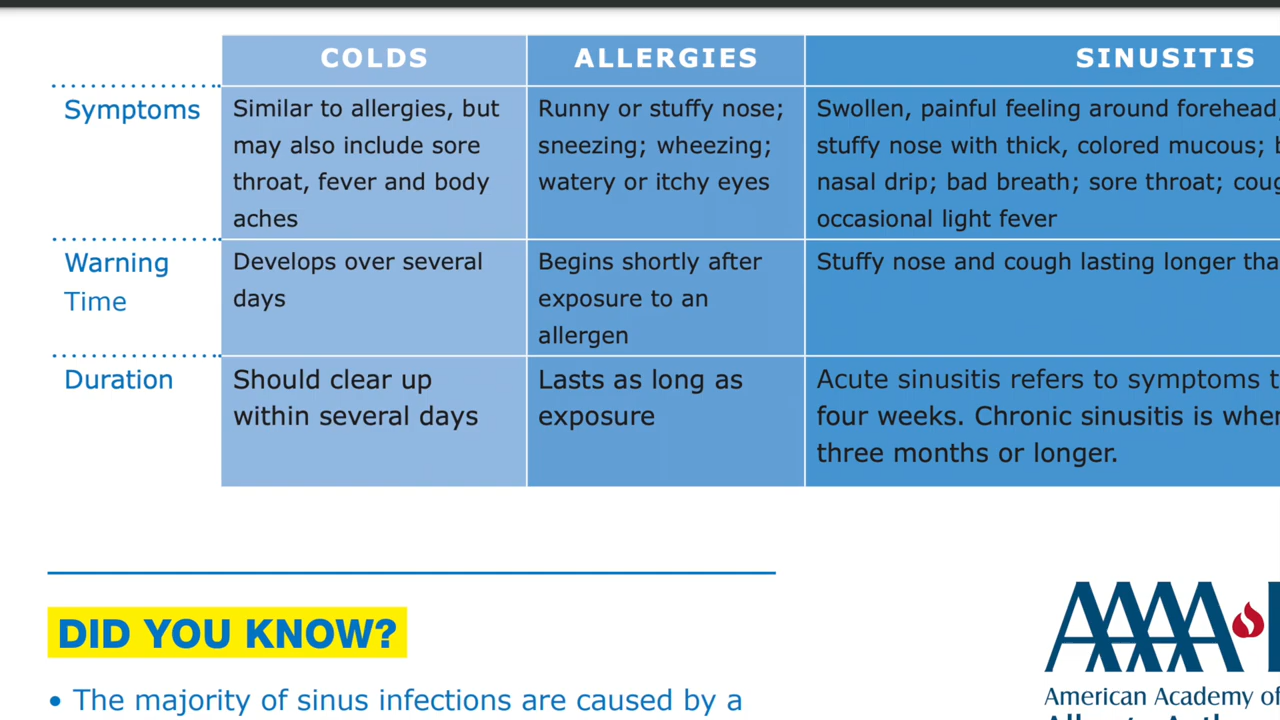 COLDS
ALLERGIES
SINUSITIS
Symptoms
Similar to allergies, but
may also include sore
throat, fever and body
aches
Runny or stuffy nose;
sneezing; wheezing;
watery or itchy eyes
Swollen, painful feeling around forehead,
stuffy nose with thick, colored mucous;
nasal drip; bad breath; sore throat;
occasional light fever
Warning
Time
Develops over several
days
Begins shortly after
exposure to an
allergen
Stuffy nose and cough lasting longer
Duration
Should clear up
within several days
Lasts as long as
exposure
Acute sinusitis refers to symptoms
four weeks. Chronic sinusitis is
three months or longer.
DID YOU KNOW?
• The majority of sinus infections are caused by a
AAAA
American Academy of